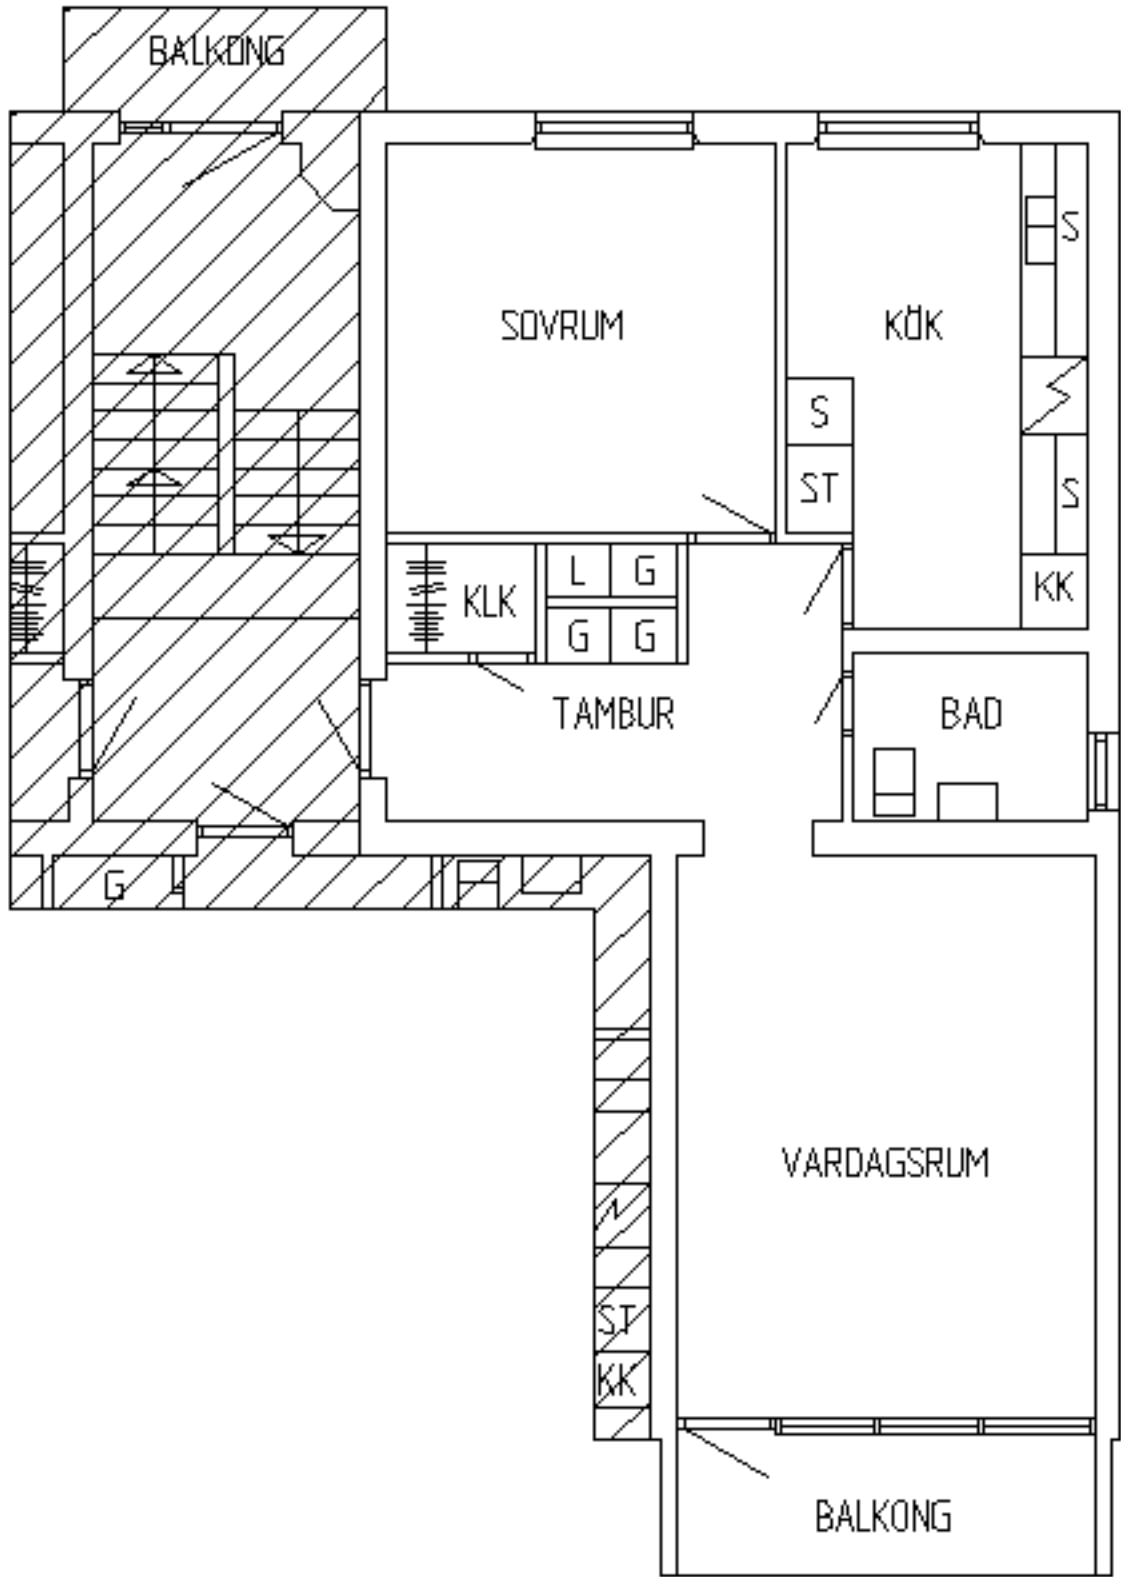 BALKONG
S
SOVRUM
KÖK
S
ST
S
L
G
KLK
KK
G
G
TAMBUR
BAD
G
VARDAGSRUM
ST
KK
BALKONG